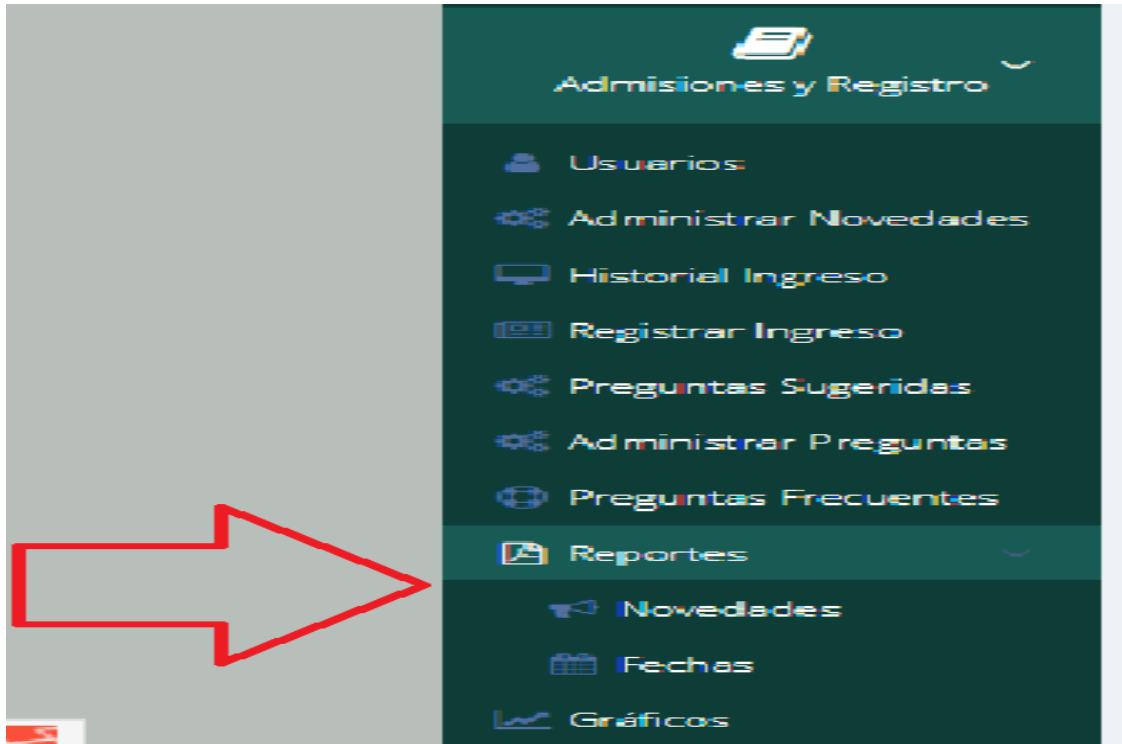 Admisiones y Registro
Usuarios
Administrar Novedades
Historial Ingreso
Registrar Ingreso
Preguntas Sugeridas
Administrar Preguntas
Preguntas Frecuentes
Reportes
Novedades
Fechas
Gráficos